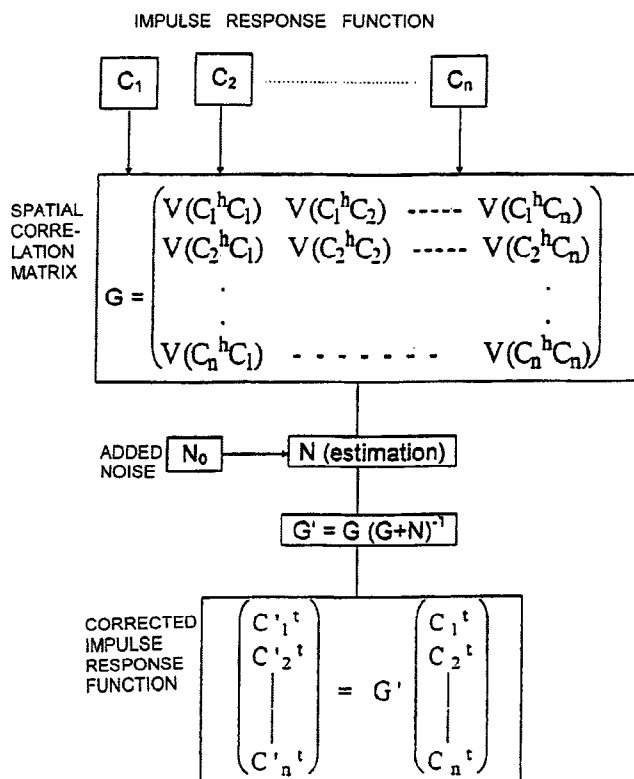 IMPULSE RESPONSE FUNCTION
C₁ C₂ ........................ Cₙ
SPATIAL
CORRE-
LATION
MATRIX
V(C₁ʰC₁) V(C₁ʰC₂) ----- V(C₁ʰCₙ)
V(C₂ʰC₁) V(C₂ʰC₂) ----- V(C₂ʰCₙ)
G = . .
. .
V(CₙʰC₁) - - - - - - - V(CₙʰCₙ)
ADDED
NOISE
N₀ N (estimation)
G' = G (G+N)⁻¹
CORRECTED
IMPULSE
RESPONSE
FUNCTION
C'₁ᵗ C₁ᵗ
C'₂ᵗ C₂ᵗ
= G'
C'ₙᵗ Cₙᵗ